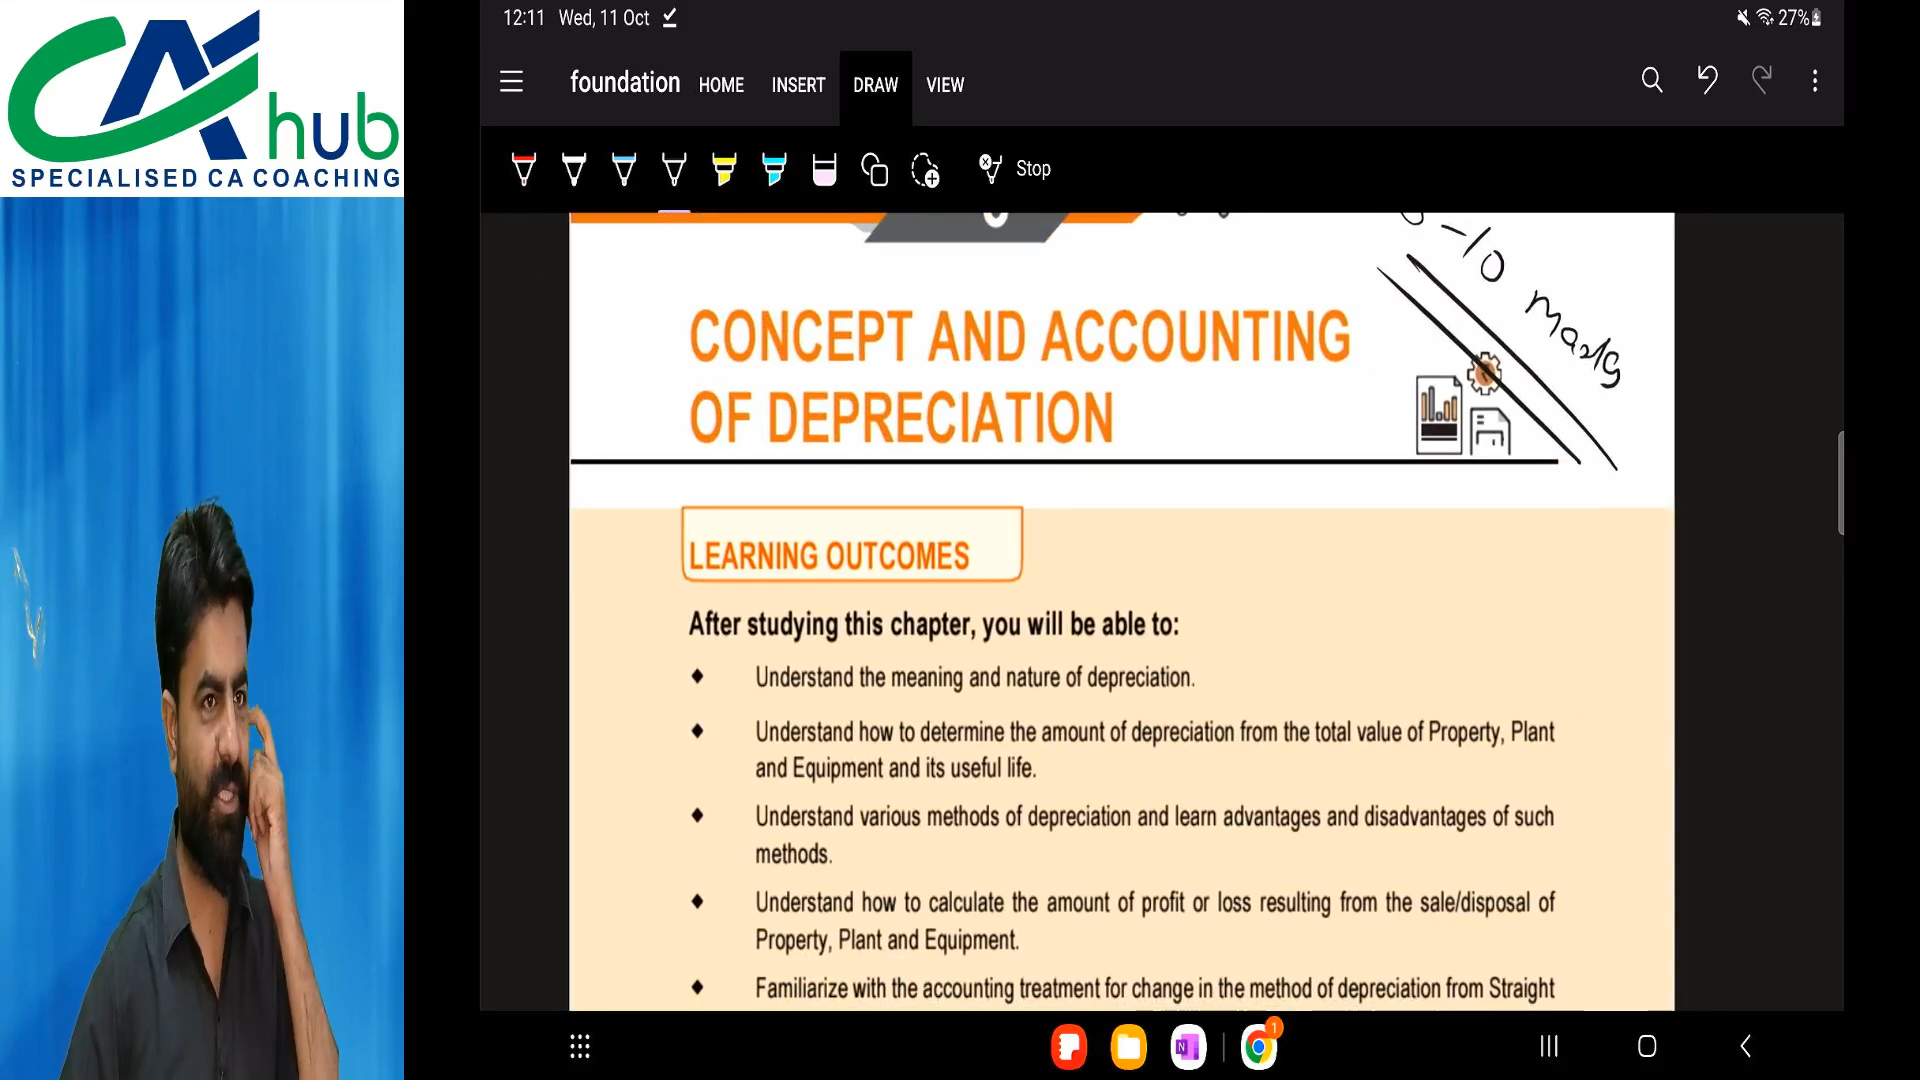 CA hub
SPECIALISED CA COACHING
12:11 Wed, 11 Oct
27%
foundation HOME INSERT DRAW VIEW
Stop
-10 marks
CONCEPT AND ACCOUNTING
OF DEPRECIATION
LEARNING OUTCOMES
After studying this chapter, you will be able to:
♦ Understand the meaning and nature of depreciation.
♦ Understand how to determine the amount of depreciation from the total value of Property, Plant
and Equipment and its useful life.
♦ Understand various methods of depreciation and learn advantages and disadvantages of such
methods.
♦ Understand how to calculate the amount of profit or loss resulting from the sale/disposal of
Property, Plant and Equipment.
♦ Familiarize with the accounting treatment for change in the method of depreciation from Straight
N
1